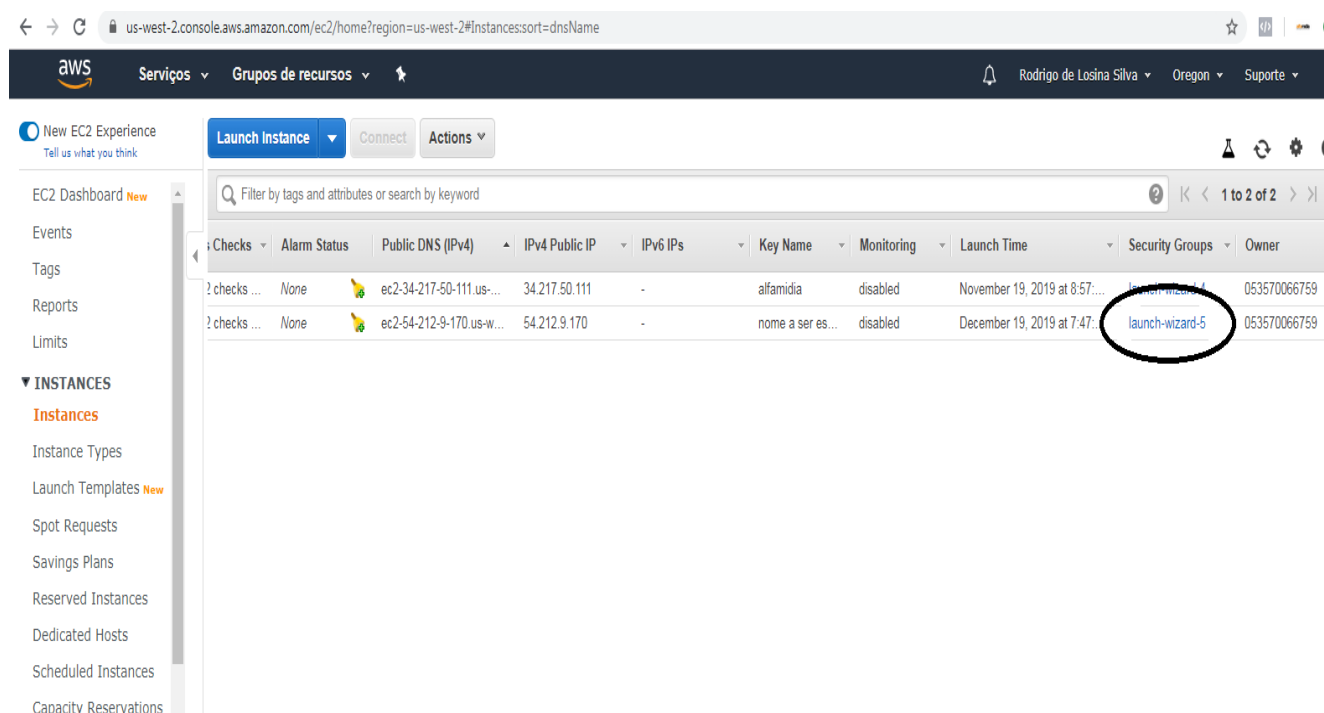 us-west-2.console.aws.amazon.com/ec2/home?region=us-west-2#Instances:sort=dnsName
aws Serviços Grupos de recursos Rodrigo de Losina Silva Oregon Suporte
New EC2 Experience
Tell us what you think
Launch Instance Connect Actions
EC2 Dashboard New
Events
Tags
Reports
Limits
INSTANCES
Instances
Instance Types
Launch Templates New
Spot Requests
Savings Plans
Reserved Instances
Dedicated Hosts
Scheduled Instances
Capacity Reservations
Filter by tags and attributes or search by keyword 1 to 2 of 2
s Checks Alarm Status Public DNS (IPv4) IPv4 Public IP IPv6 IPs Key Name Monitoring Launch Time Security Groups Owner
2 checks ... None ec2-34-217-50-111.us-... 34.217.50.111 - alfamidia disabled November 19, 2019 at 8:57:... launch-wizard-4 053570066759
2 checks ... None ec2-54-212-9-170.us-w... 54.212.9.170 - nome a ser es... disabled December 19, 2019 at 7:47:... launch-wizard-5 053570066759